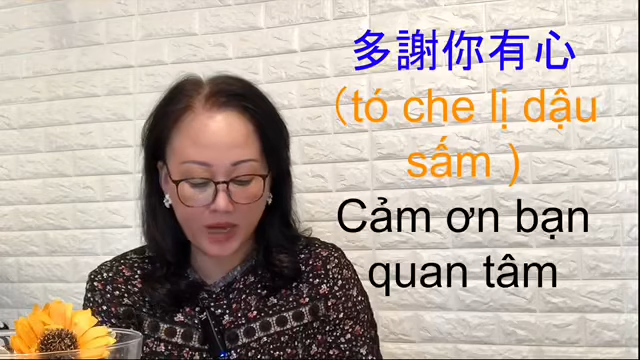 多謝你有心
(tó che lị dậu
sấm )
Cảm ơn bạn
quan tâm